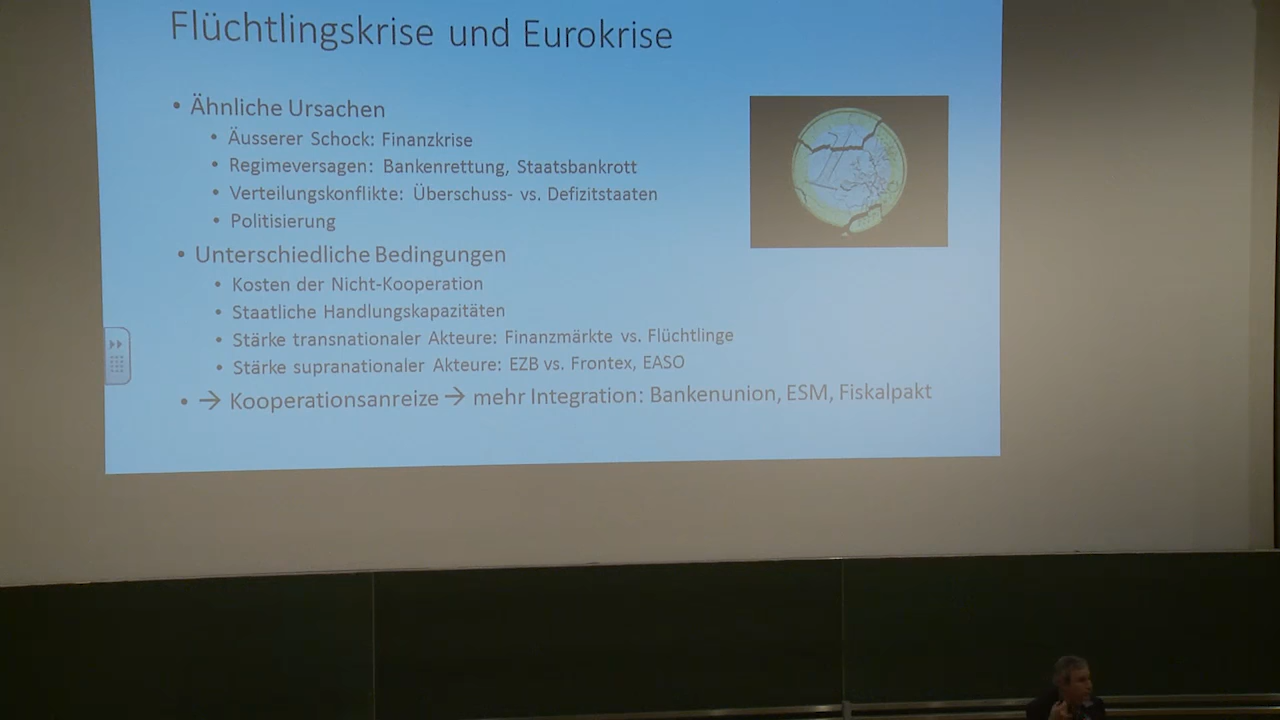 Flüchtlingskrise und Eurokrise
• Ähnliche Ursachen
• Äusserer Schock: Finanzkrise
• Regimeversagen: Bankenrettung, Staatsbankrott
• Verteilungskonflikte: Überschuss- vs. Defizitstaaten
• Politisierung
• Unterschiedliche Bedingungen
• Kosten der Nicht-Kooperation
• Staatliche Handlungskapazitäten
• Stärke transnationaler Akteure: Finanzmärkte vs. Flüchtlinge
• Stärke supranationaler Akteure: EZB vs. Frontex, EASO
• → Kooperationsanreize → mehr Integration: Bankenunion, ESM, Fiskalpakt